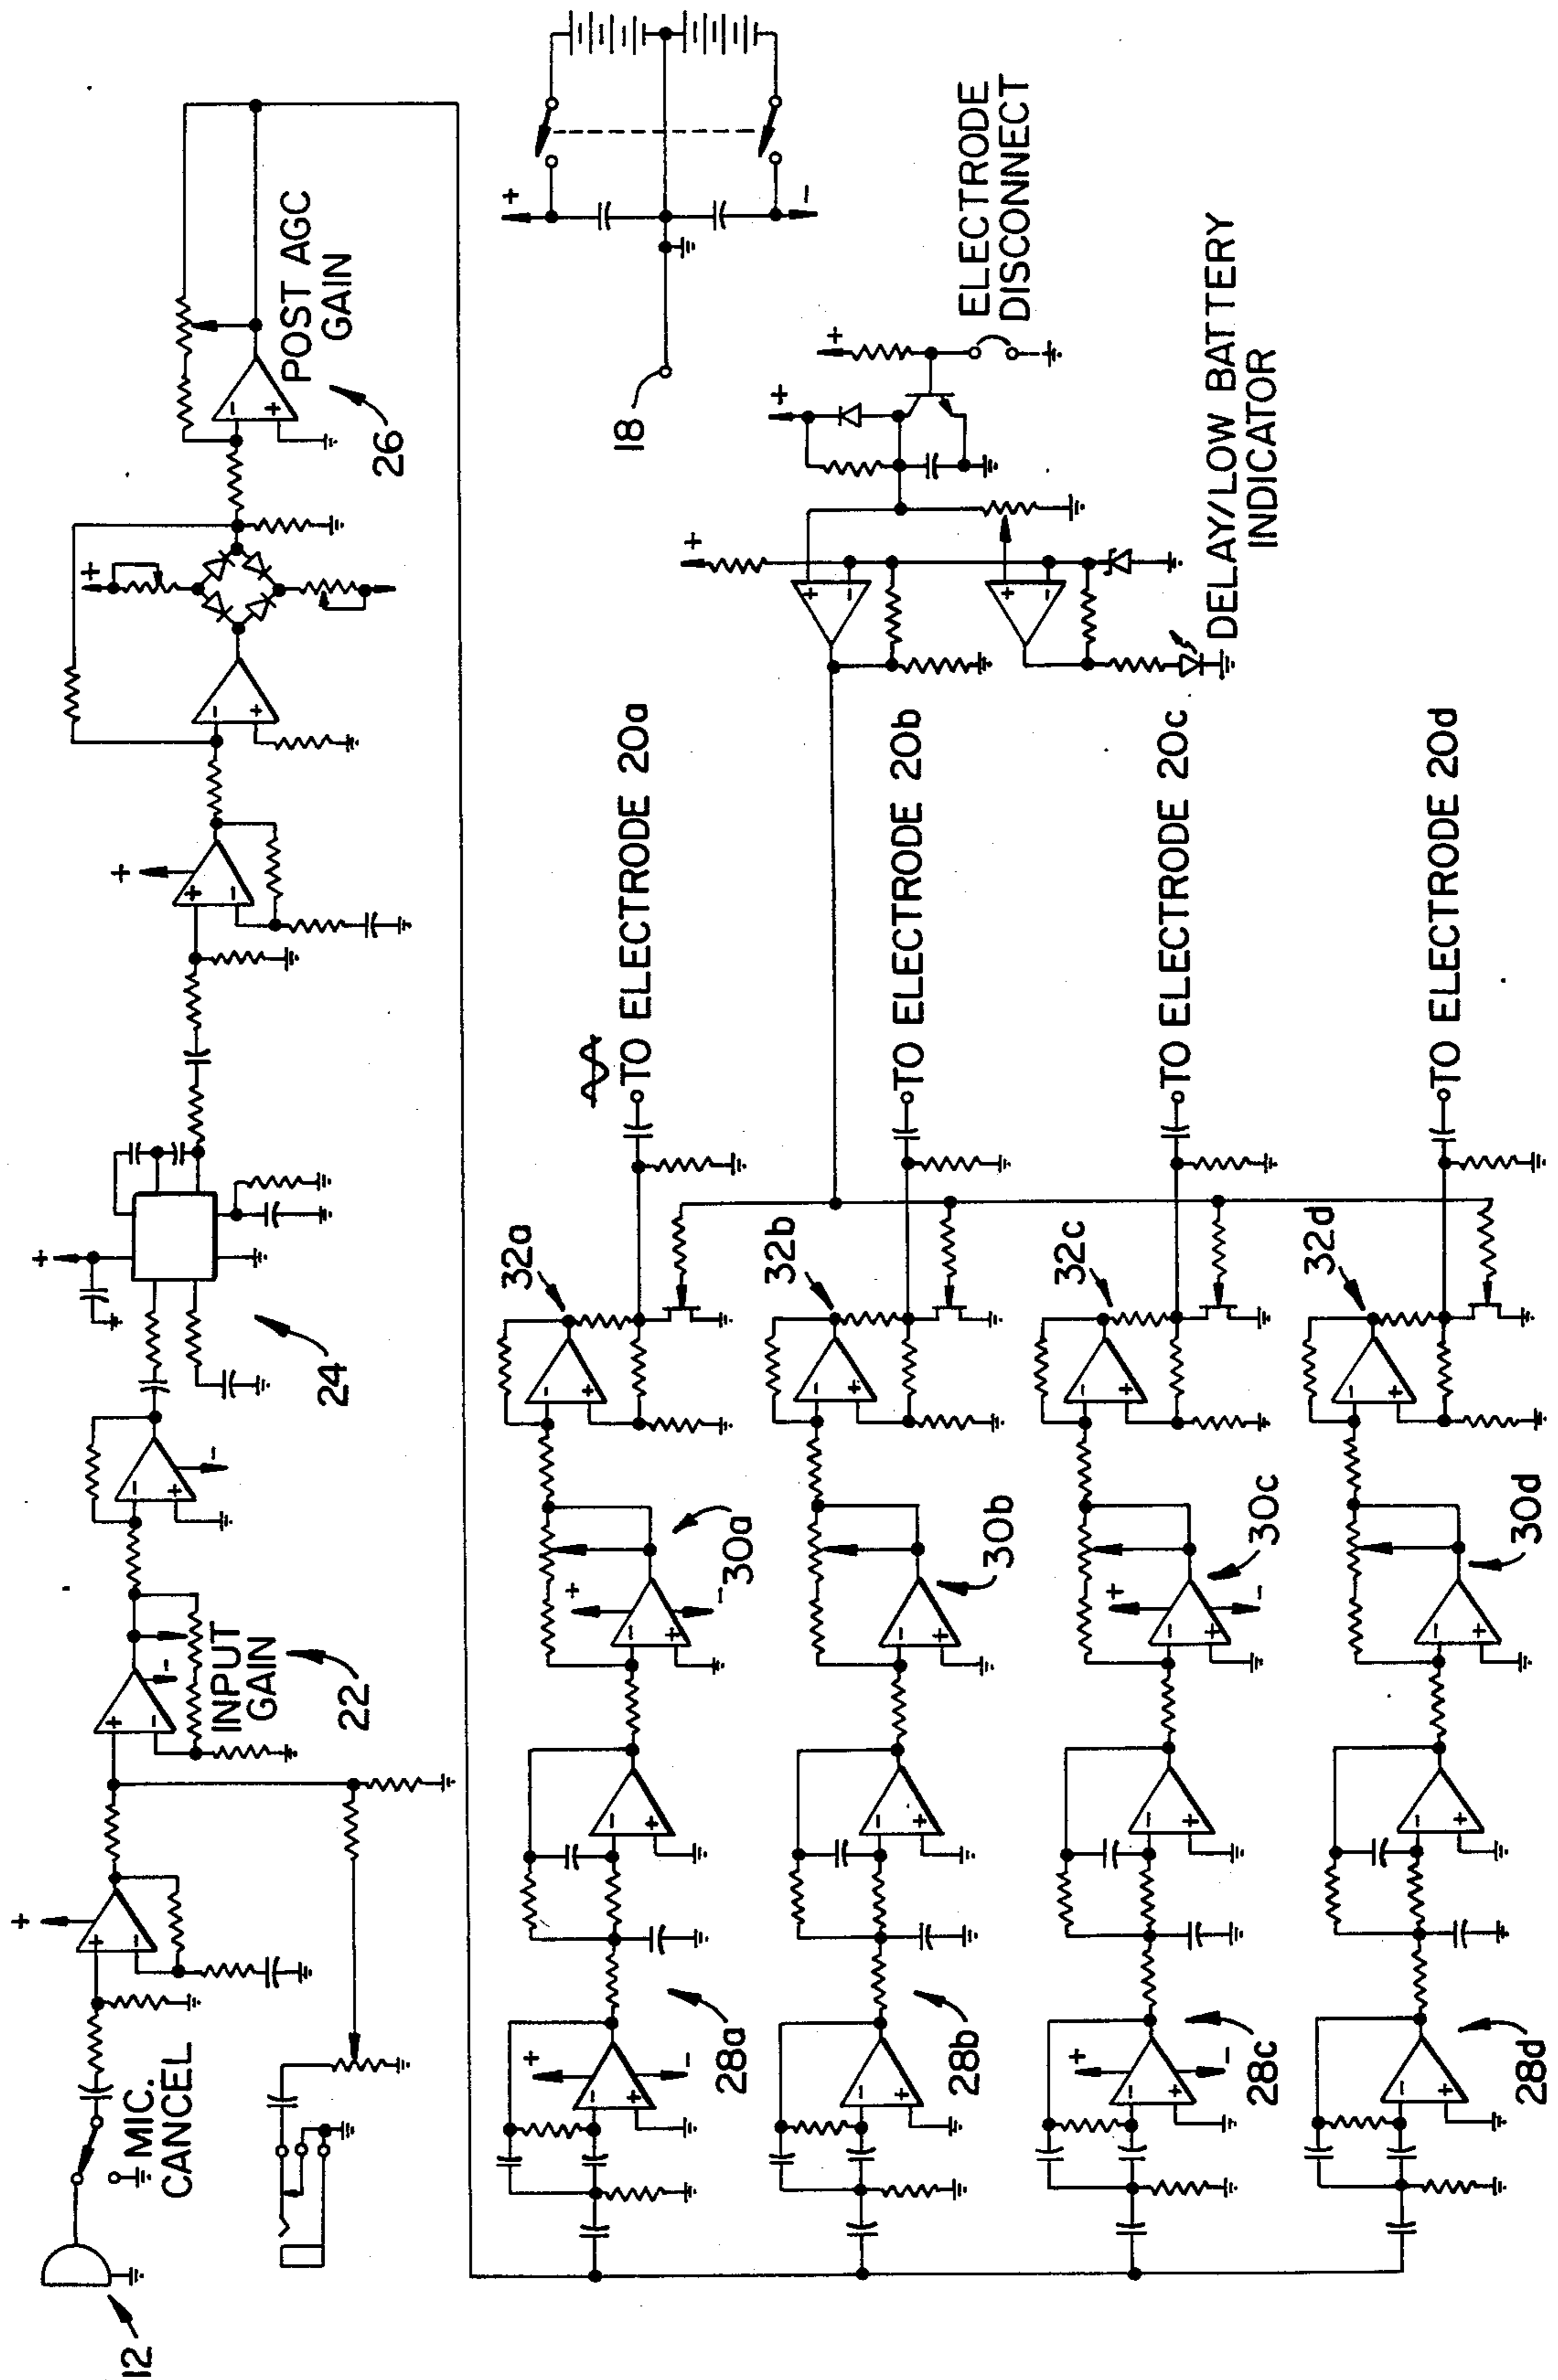 12
MIC.
CANCEL
INPUT
GAIN
22
24
POST AGC
GAIN
26
18
ELECTRODE
DISCONNECT
DELAY/LOW BATTERY
INDICATOR
28a
30a
32a
TO ELECTRODE 20a
28b
30b
32b
TO ELECTRODE 20b
28c
30c
32c
TO ELECTRODE 20c
28d
30d
32d
TO ELECTRODE 20d